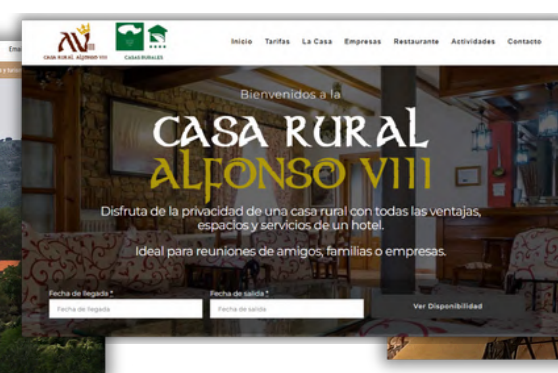 CASA RURAL ALFONSO VIII
CASAS RURALES
Inicio Tarifas La Casa Empresas Restaurante Actividades Contacto
Bienvenidos a la
CASA RURAL
ALFONSO VIII
Disfruta de la privacidad de una casa rural con todas las ventajas,
espacios y servicios de un hotel.
Ideal para reuniones de amigos, familias o empresas.
Fecha de llegada * Fecha de salida *
Fecha de llegada Fecha de salida Ver Disponibilidad